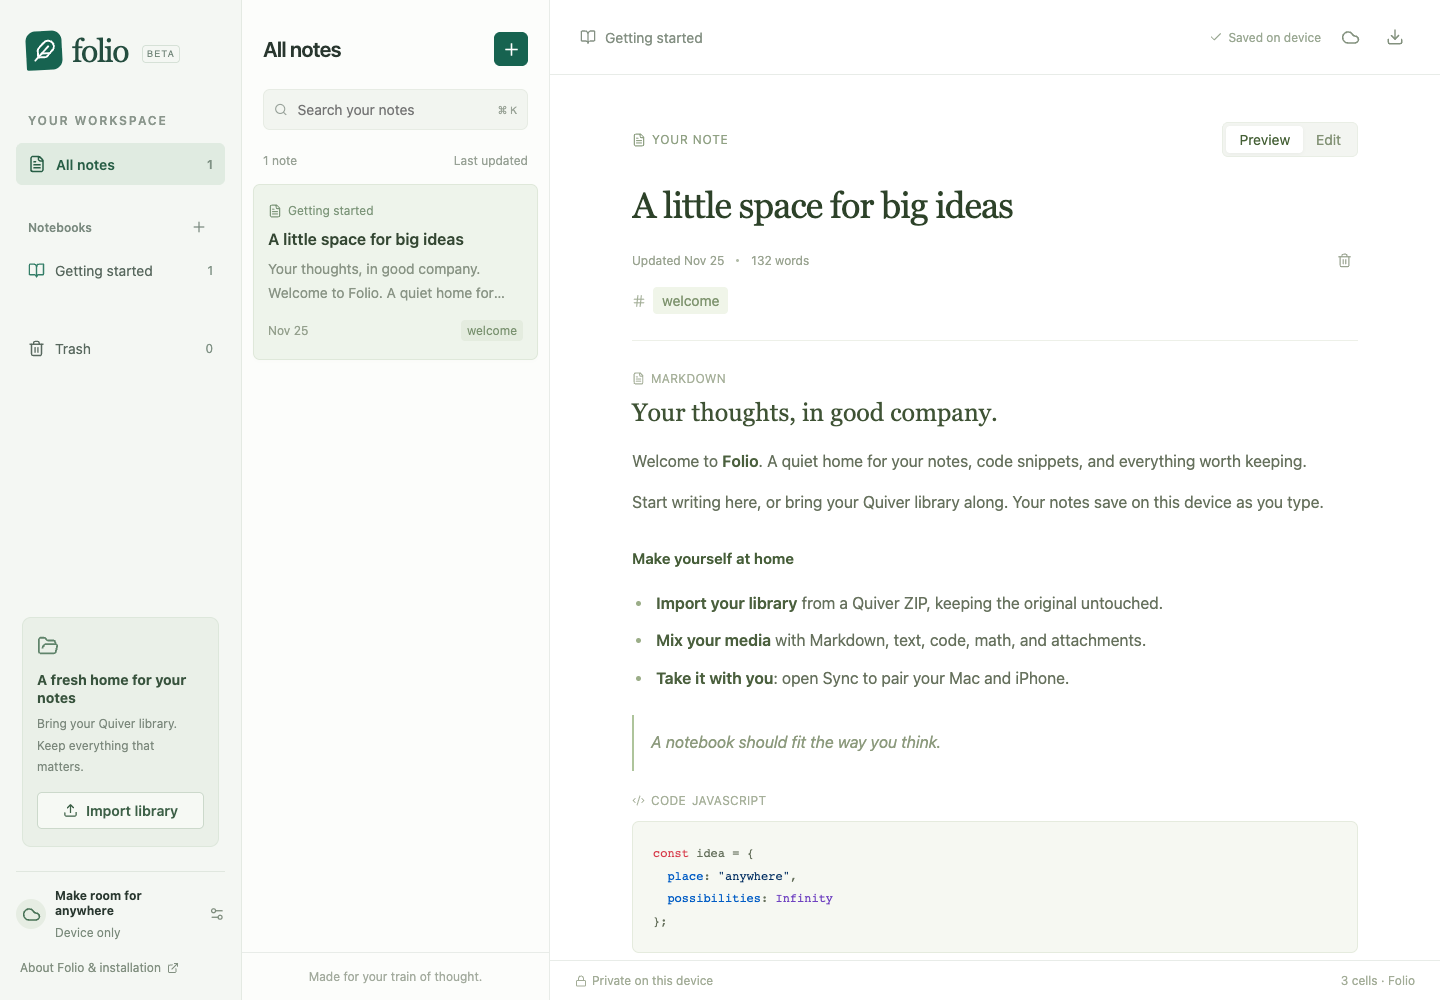 folio
BETA
YOUR WORKSPACE
All notes 1
Notebooks
Getting started 1
Trash 0
A fresh home for your
notes
Bring your Quiver library.
Keep everything that
matters.
Import library
Make room for
anywhere
Device only
About Folio & installation
All notes
Search your notes ⌘ K
1 note Last updated
Getting started
A little space for big ideas
Your thoughts, in good company.
Welcome to Folio. A quiet home for...
Nov 25 welcome
Made for your train of thought.
Getting started
Saved on device
YOUR NOTE
Preview Edit
A little space for big ideas
Updated Nov 25 • 132 words
# welcome
MARKDOWN
Your thoughts, in good company.
Welcome to Folio. A quiet home for your notes, code snippets, and everything worth keeping.
Start writing here, or bring your Quiver library along. Your notes save on this device as you type.
Make yourself at home
• Import your library from a Quiver ZIP, keeping the original untouched.
• Mix your media with Markdown, text, code, math, and attachments.
• Take it with you: open Sync to pair your Mac and iPhone.
A notebook should fit the way you think.
</> CODE JAVASCRIPT
const idea = {
  place: "anywhere",
  possibilities: Infinity
};
Private on this device
3 cells · Folio